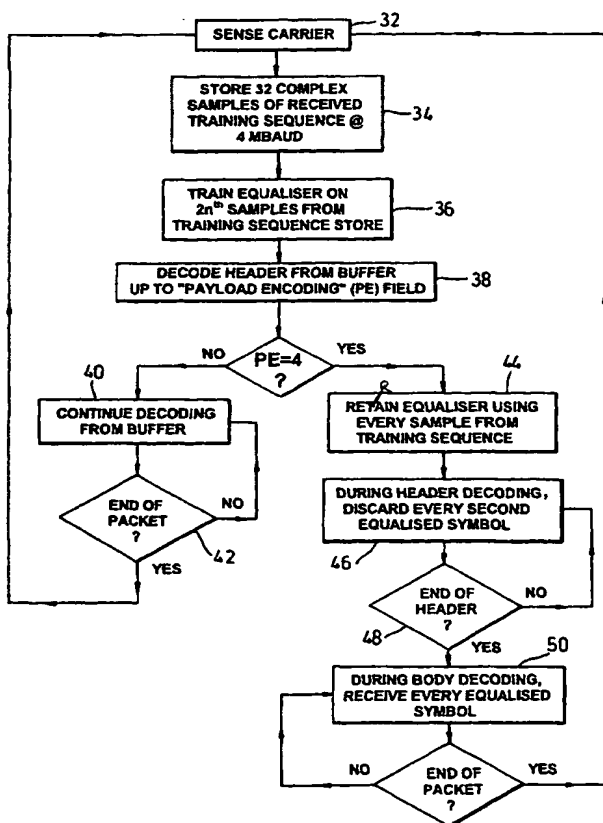 SENSE CARRIER
32
STORE 32 COMPLEX
SAMPLES OF RECEIVED
TRAINING SEQUENCE @
4 MBAUD
34
TRAIN EQUALISER ON
2nth SAMPLES FROM
TRAINING SEQUENCE STORE
36
DECODE HEADER FROM BUFFER
UP TO "PAYLOAD ENCODING" (PE) FIELD
38
NO
PE=4
?
YES
40
CONTINUE DECODING
FROM BUFFER
END OF
PACKET
?
NO
42
YES
44
R
RETAIN EQUALISER USING
EVERY SAMPLE FROM
TRAINING SEQUENCE
DURING HEADER DECODING,
DISCARD EVERY SECOND
EQUALISED SYMBOL
46
END OF
HEADER
?
NO
48
YES
50
DURING BODY DECODING,
RECEIVE EVERY EQUALISED
SYMBOL
NO
END OF
PACKET
?
YES